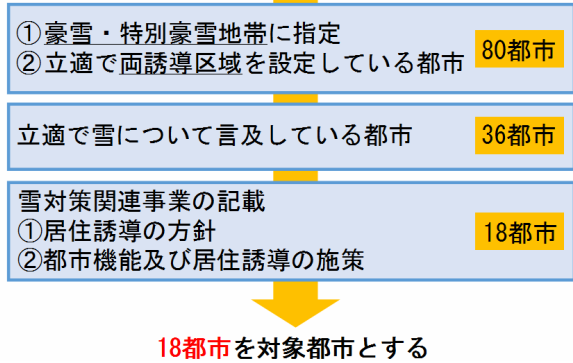 ①豪雪・特別豪雪地帯に指定
②立適で両誘導区域を設定している都市
80都市
立適で雪について言及している都市
36都市
雪対策関連事業の記載
①居住誘導の方針
②都市機能及び居住誘導の施策
18都市
18都市を対象都市とする